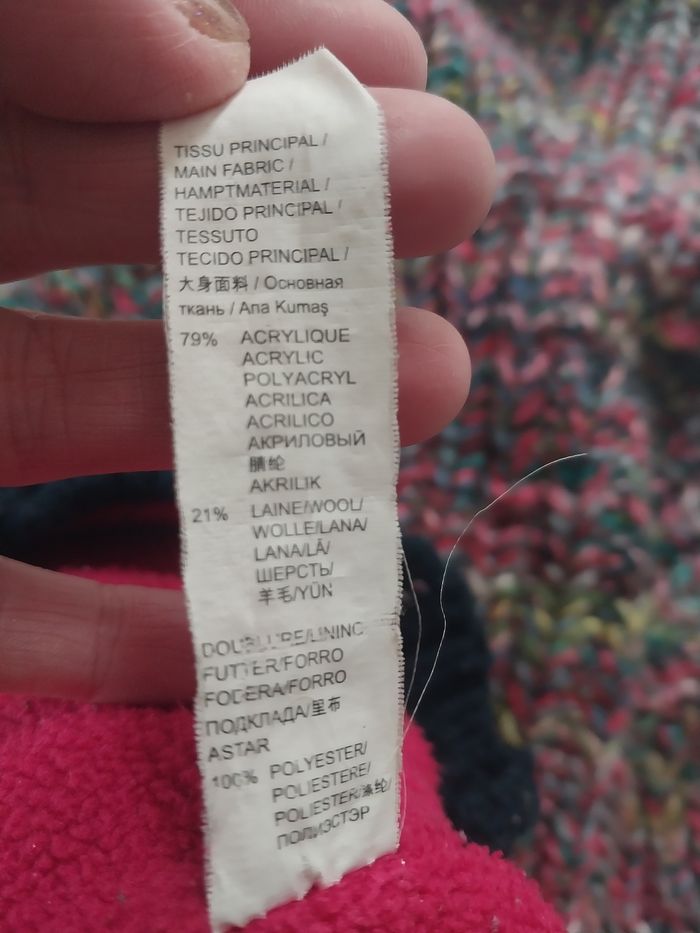 TISSU PRINCIPAL /
MAIN FABRIC /
HAMPTMATERIAL /
TEJIDO PRINCIPAL /
TESSUTO
TECIDO PRINCIPAL /
大身面料 / Основная
ткань / Ana Kumaş
79% ACRYLIQUE
ACRYLIC
POLYACRYL
ACRILICA
ACRILICO
АКРИЛОВЫЙ
腈纶
AKRILIK
21% LAINE/WOOL/
WOLLE/LANA/
LANA/LÃ/
ШЕРСТЬ/
羊毛/YÜN
DOUBLURE/LINING
FUTTER/FORRO
FODERA/FORRO
ПОДКЛАДА/里布
ASTAR
100% POLYESTER/
POLIESTERE/
POLIESTER/涤纶/
ПОЛИЭСТЭР